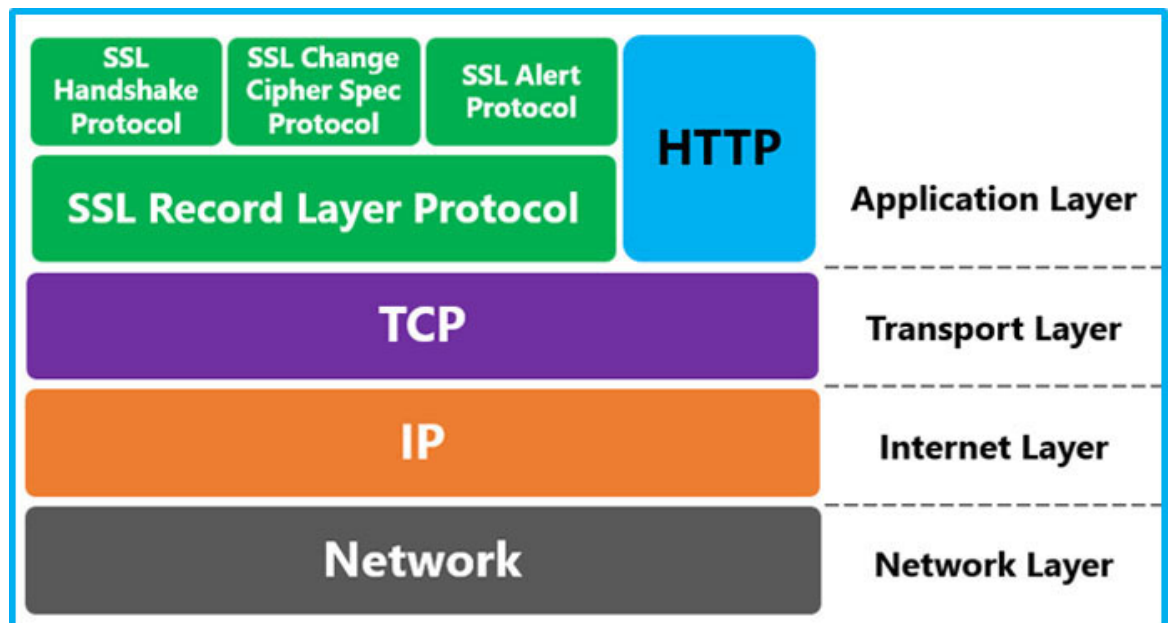 SSL
Handshake
Protocol
SSL Change
Cipher Spec
Protocol
SSL Alert
Protocol
HTTP
SSL Record Layer Protocol
Application Layer
TCP
Transport Layer
IP
Internet Layer
Network
Network Layer